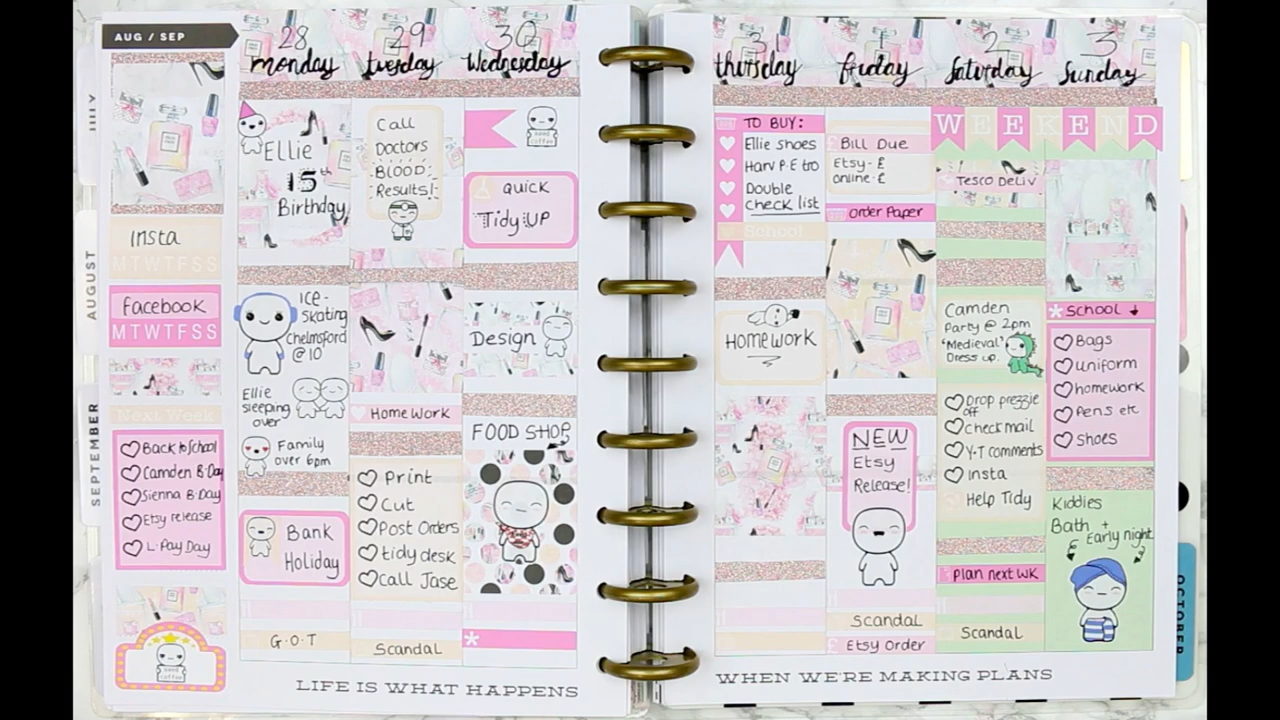 AUG / SEP
28
monday
29
tuesday
30
Wednesday
31
thursday
1
friday
2
Saturday
3
Sunday
AUGUST
SEPTEMBER
OCTOBER
Insta
MTWTFSS
Facebook
MTWTFSS
Next Week
Back to School
Camden B-Day
Sienna B-Day
Etsy release
L-Pay Day
need
coffee
Ellie
15th
Birthday
ICE-
Skating
Chelmsford
@ 10
Ellie
sleeping
over
Family
over 6pm
Bank
Holiday
G.O.T
Call
Doctors
BLOOD
Results!
HomeWork
Print
Cut
Post Orders
tidy desk
Call Jase
Scandal
need
coffee
quick
Tidy UP
Design
FOOD SHOP
TO BUY:
Ellie shoes
Harv P.E tro
Double
check list
School
HOMEWORK
Bill Due
Etsy-£
online-£
order Paper
NEW
Etsy
Release!
Scandal
Etsy Order
WEEKEND
TESCO DELIV
Camden
Party @ 2pm
'Medieval'
Dress up.
Drop prezzie
off
Check mail
Y-T comments
Insta
Help Tidy
Plan next WK
Scandal
SCHOOL
Bags
Uniform
homework
Pens etc
Shoes
Kiddies
Bath +
Early night
LIFE IS WHAT HAPPENS
WHEN WE'RE MAKING PLANS